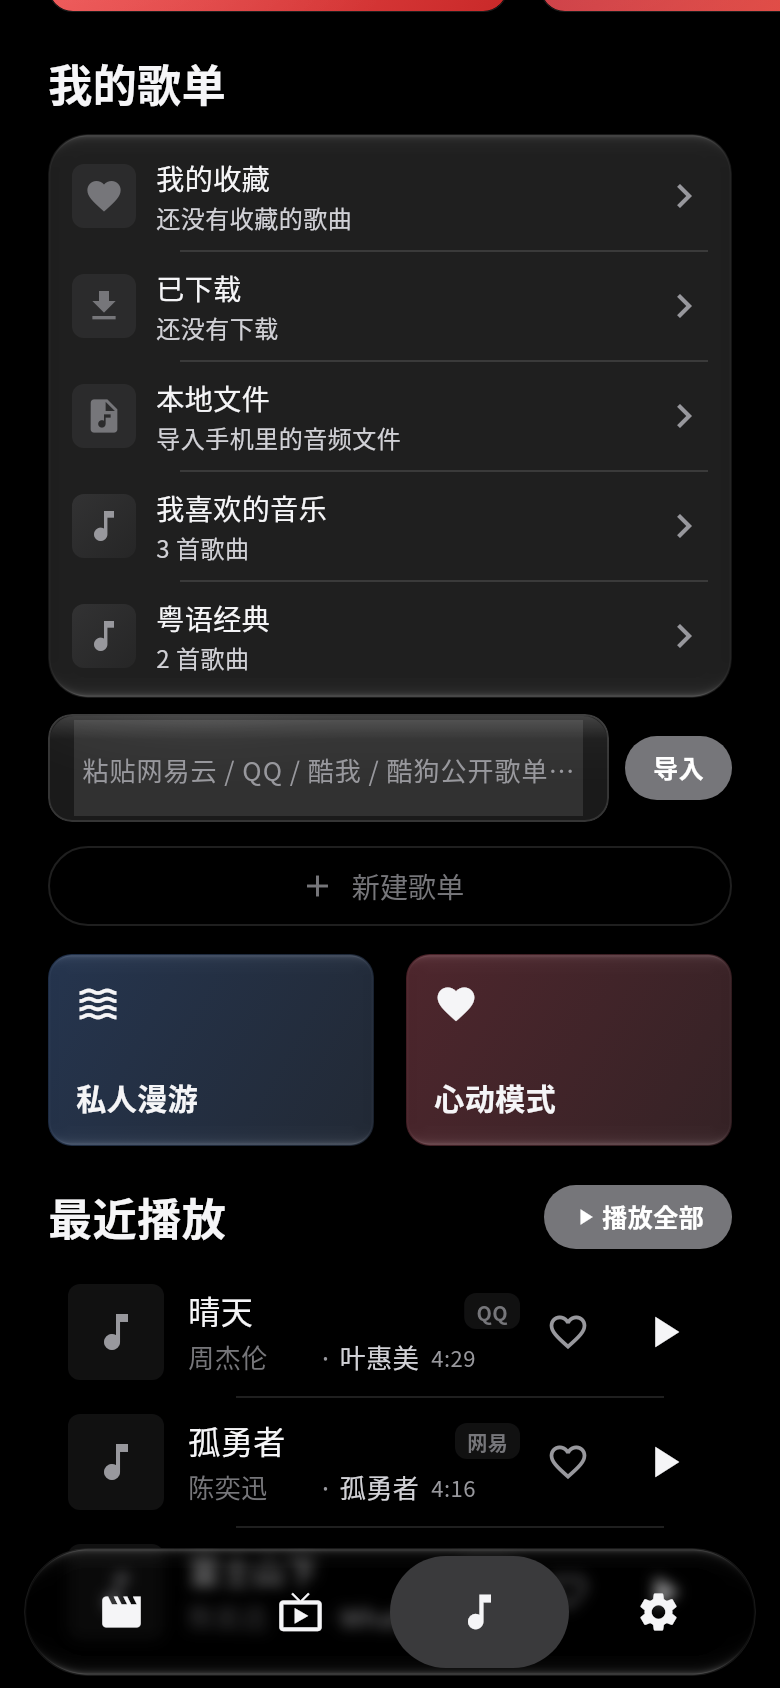 我的歌单
我的收藏
还没有收藏的歌曲
已下载
还没有下载
本地文件
导入手机里的音频文件
我喜欢的音乐
3 首歌曲
粤语经典
2 首歌曲
粘贴网易云 / QQ / 酷我 / 酷狗公开歌单…
导入
新建歌单
私人漫游
心动模式
最近播放
播放全部
晴天
QQ
周杰伦 · 叶惠美 4:29
孤勇者
网易
陈奕迅 · 孤勇者 4:16